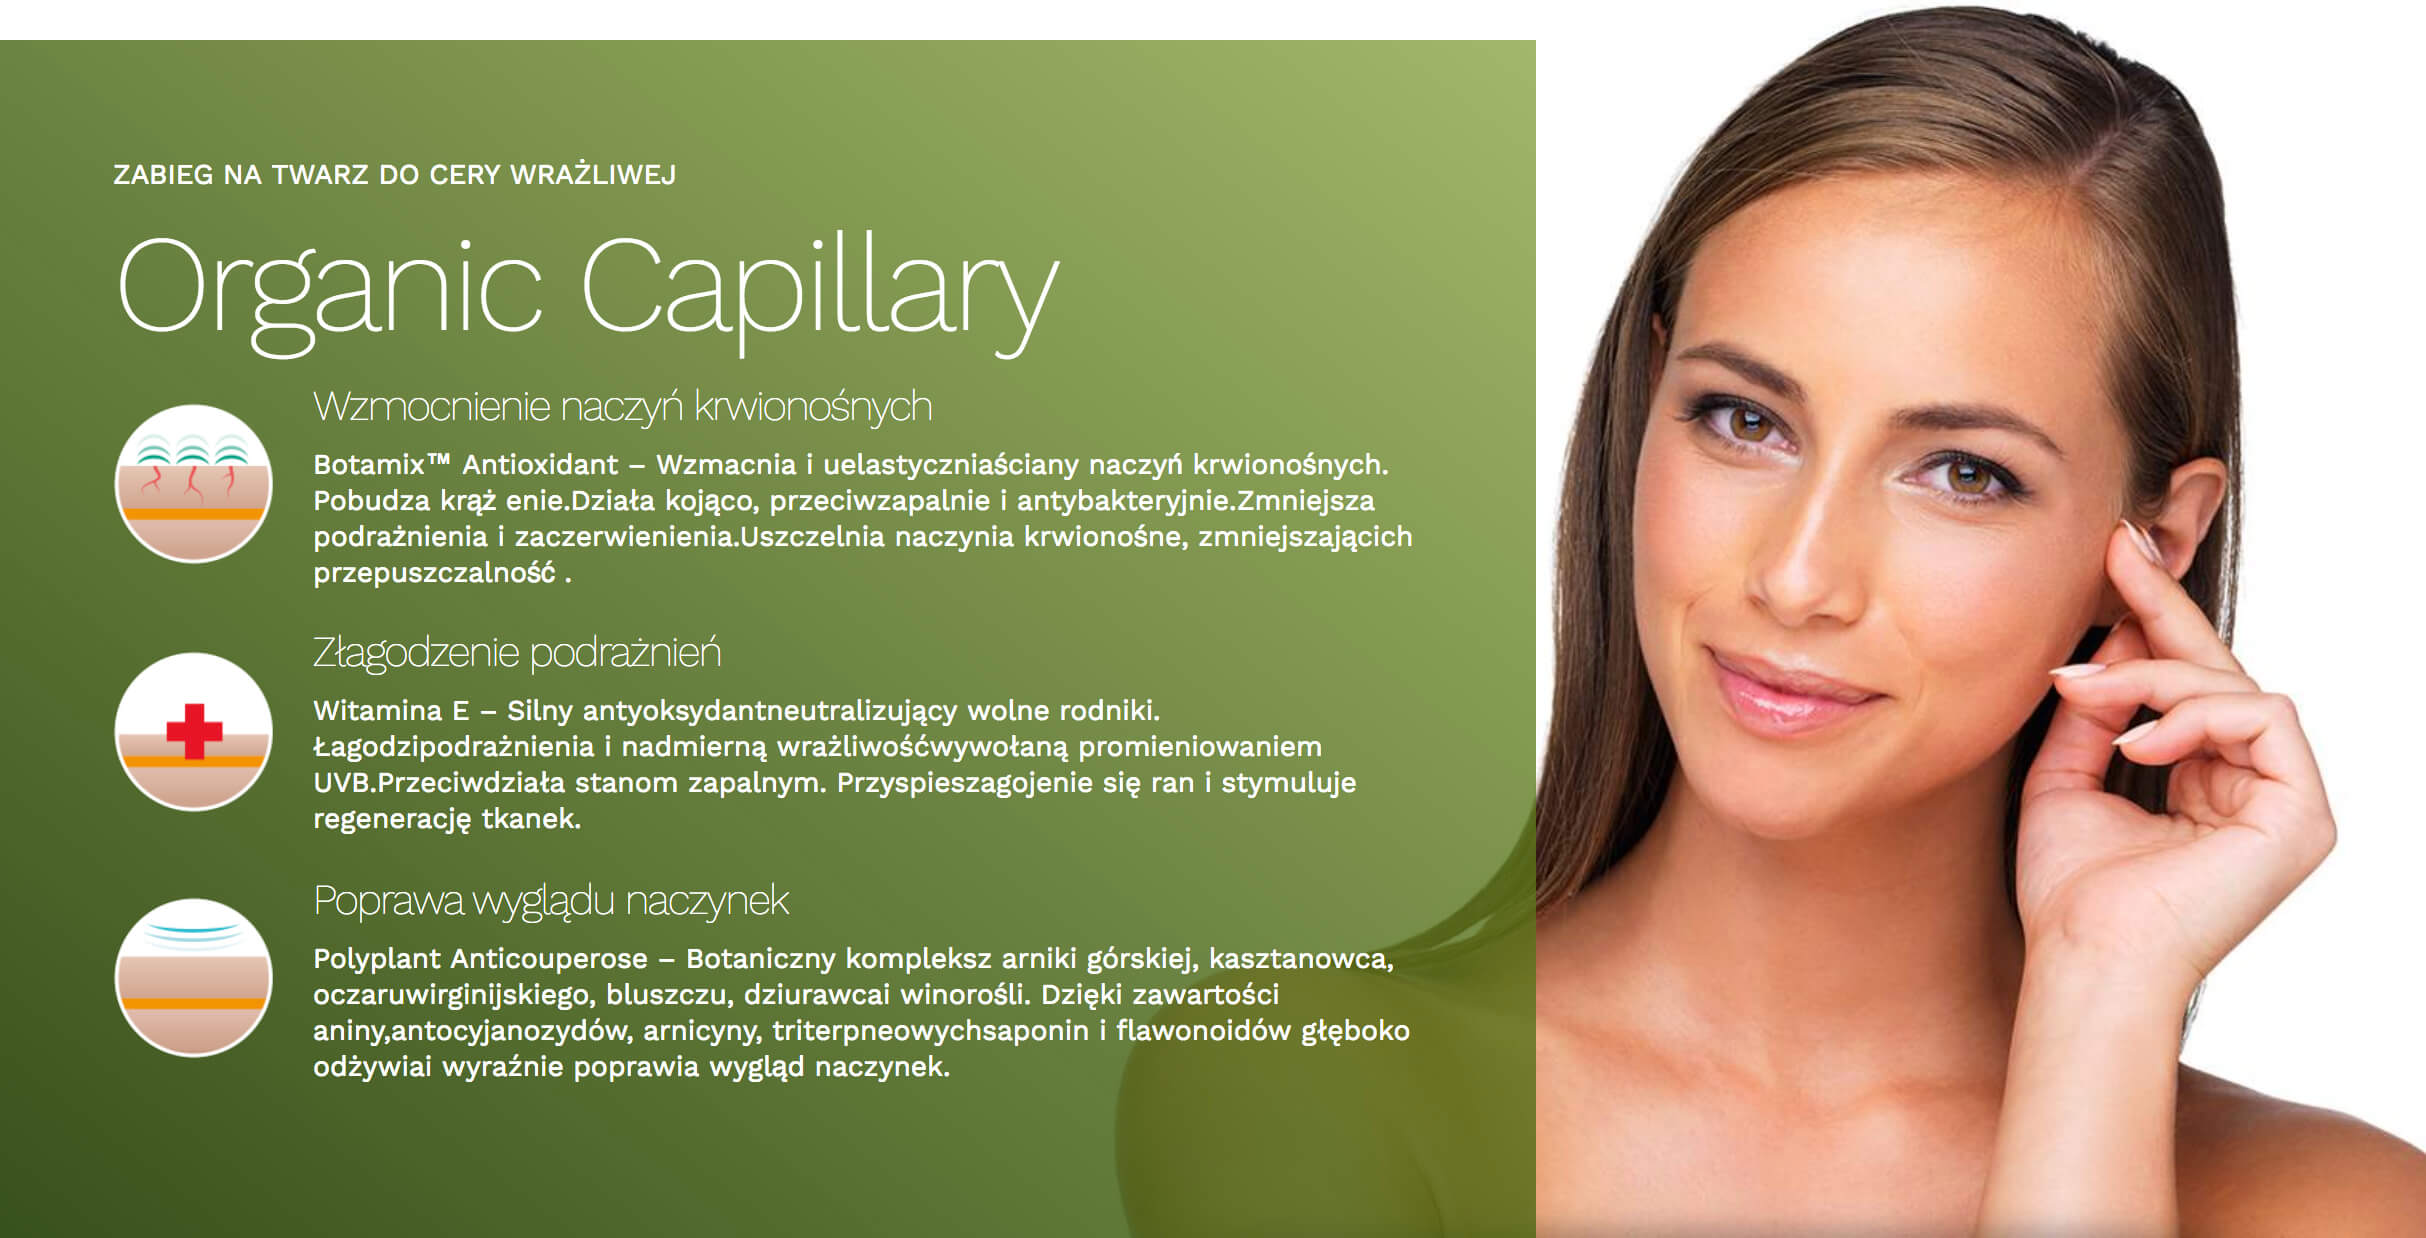 ZABIEG NA TWARZ DO CERY WRAŻLIWEJ
Organic Capillary
Wzmocnienie naczyń krwionośnych
Botamix™ Antioxidant – Wzmacnia i uelastyczniaściany naczyń krwionośnych.
Pobudza krąż enie.Działa kojąco, przeciwzapalnie i antybakteryjnie.Zmniejsza
podrażnienia i zaczerwienienia.Uszczelnia naczynia krwionośne, zmniejszającich
przepuszczalność .
Złagodzenie podrażnień
Witamina E – Silny antyoksydantneutralizujący wolne rodniki.
Łagodzipodrażnienia i nadmierną wrażliwośćwywołaną promieniowaniem
UVB.Przeciwdziała stanom zapalnym. Przyspieszagojenie się ran i stymuluje
regenerację tkanek.
Poprawa wyglądu naczynek
Polyplant Anticouperose – Botaniczny kompleksz arniki górskiej, kasztanowca,
oczaruwirginijskiego, bluszczu, dziurawcai winorośli. Dzięki zawartości
aniny,antocyjanozydów, arnicyny, triterpneowychsaponin i flawonoidów głęboko
odżywiai wyraźnie poprawia wygląd naczynek.